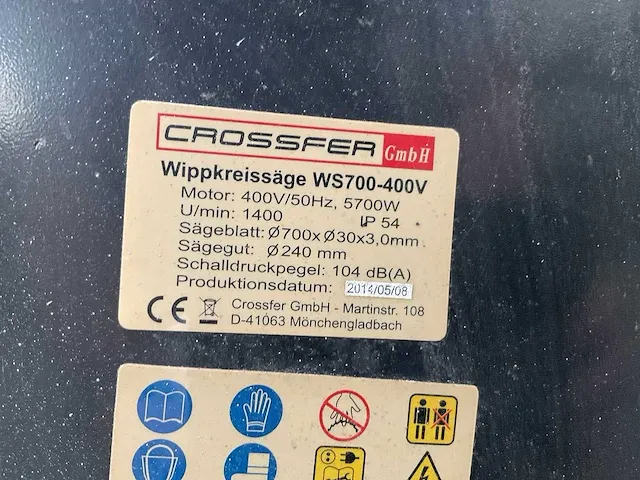 CROSSFER GmbH
Wippkreissäge WS700-400V
Motor: 400V/50Hz, 5700W
U/min: 1400 IP 54
Sägeblatt: Ø700xØ30x3,0mm
Sägegut: Ø240 mm
Schalldruckpegel: 104 dB(A)
Produktionsdatum: 2014/05/08
CE Crossfer GmbH - Martinstr. 108
D-41063 Mönchengladbach